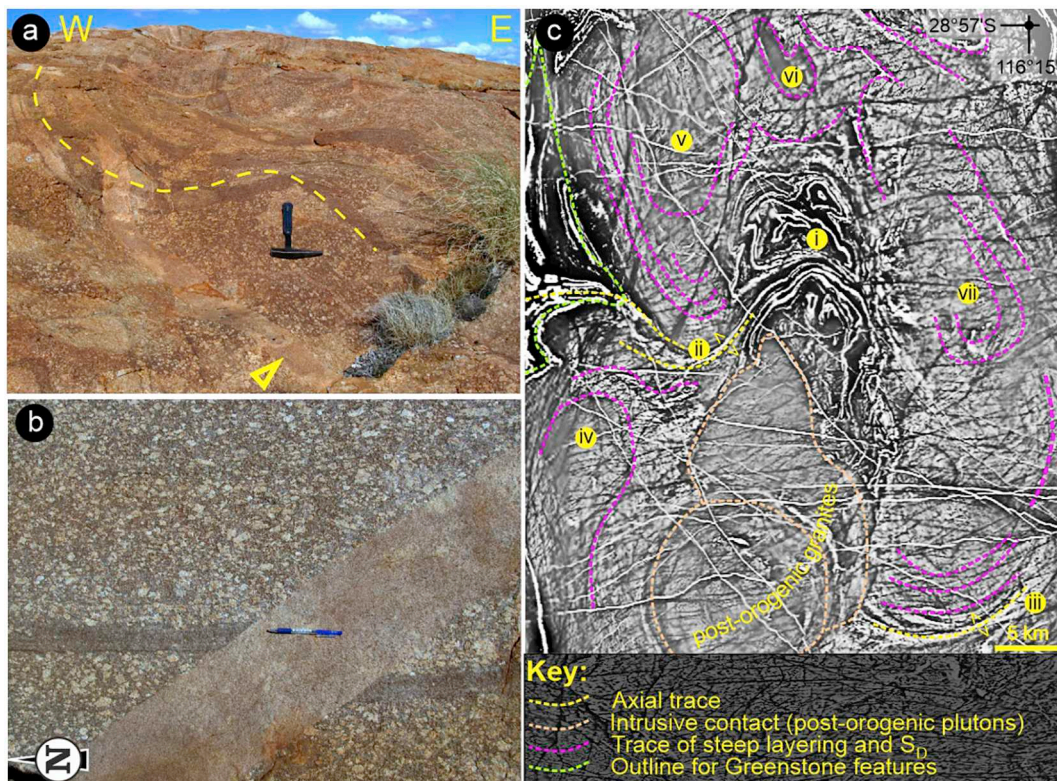 a
W
E
b
N
c
28°57'S
116°15'
vi
v
i
vii
ii
iv
post-orogenic granites
iii
5 km
Key:
Axial trace
Intrusive contact (post-orogenic plutons)
Trace of steep layering and S_D
Outline for Greenstone features